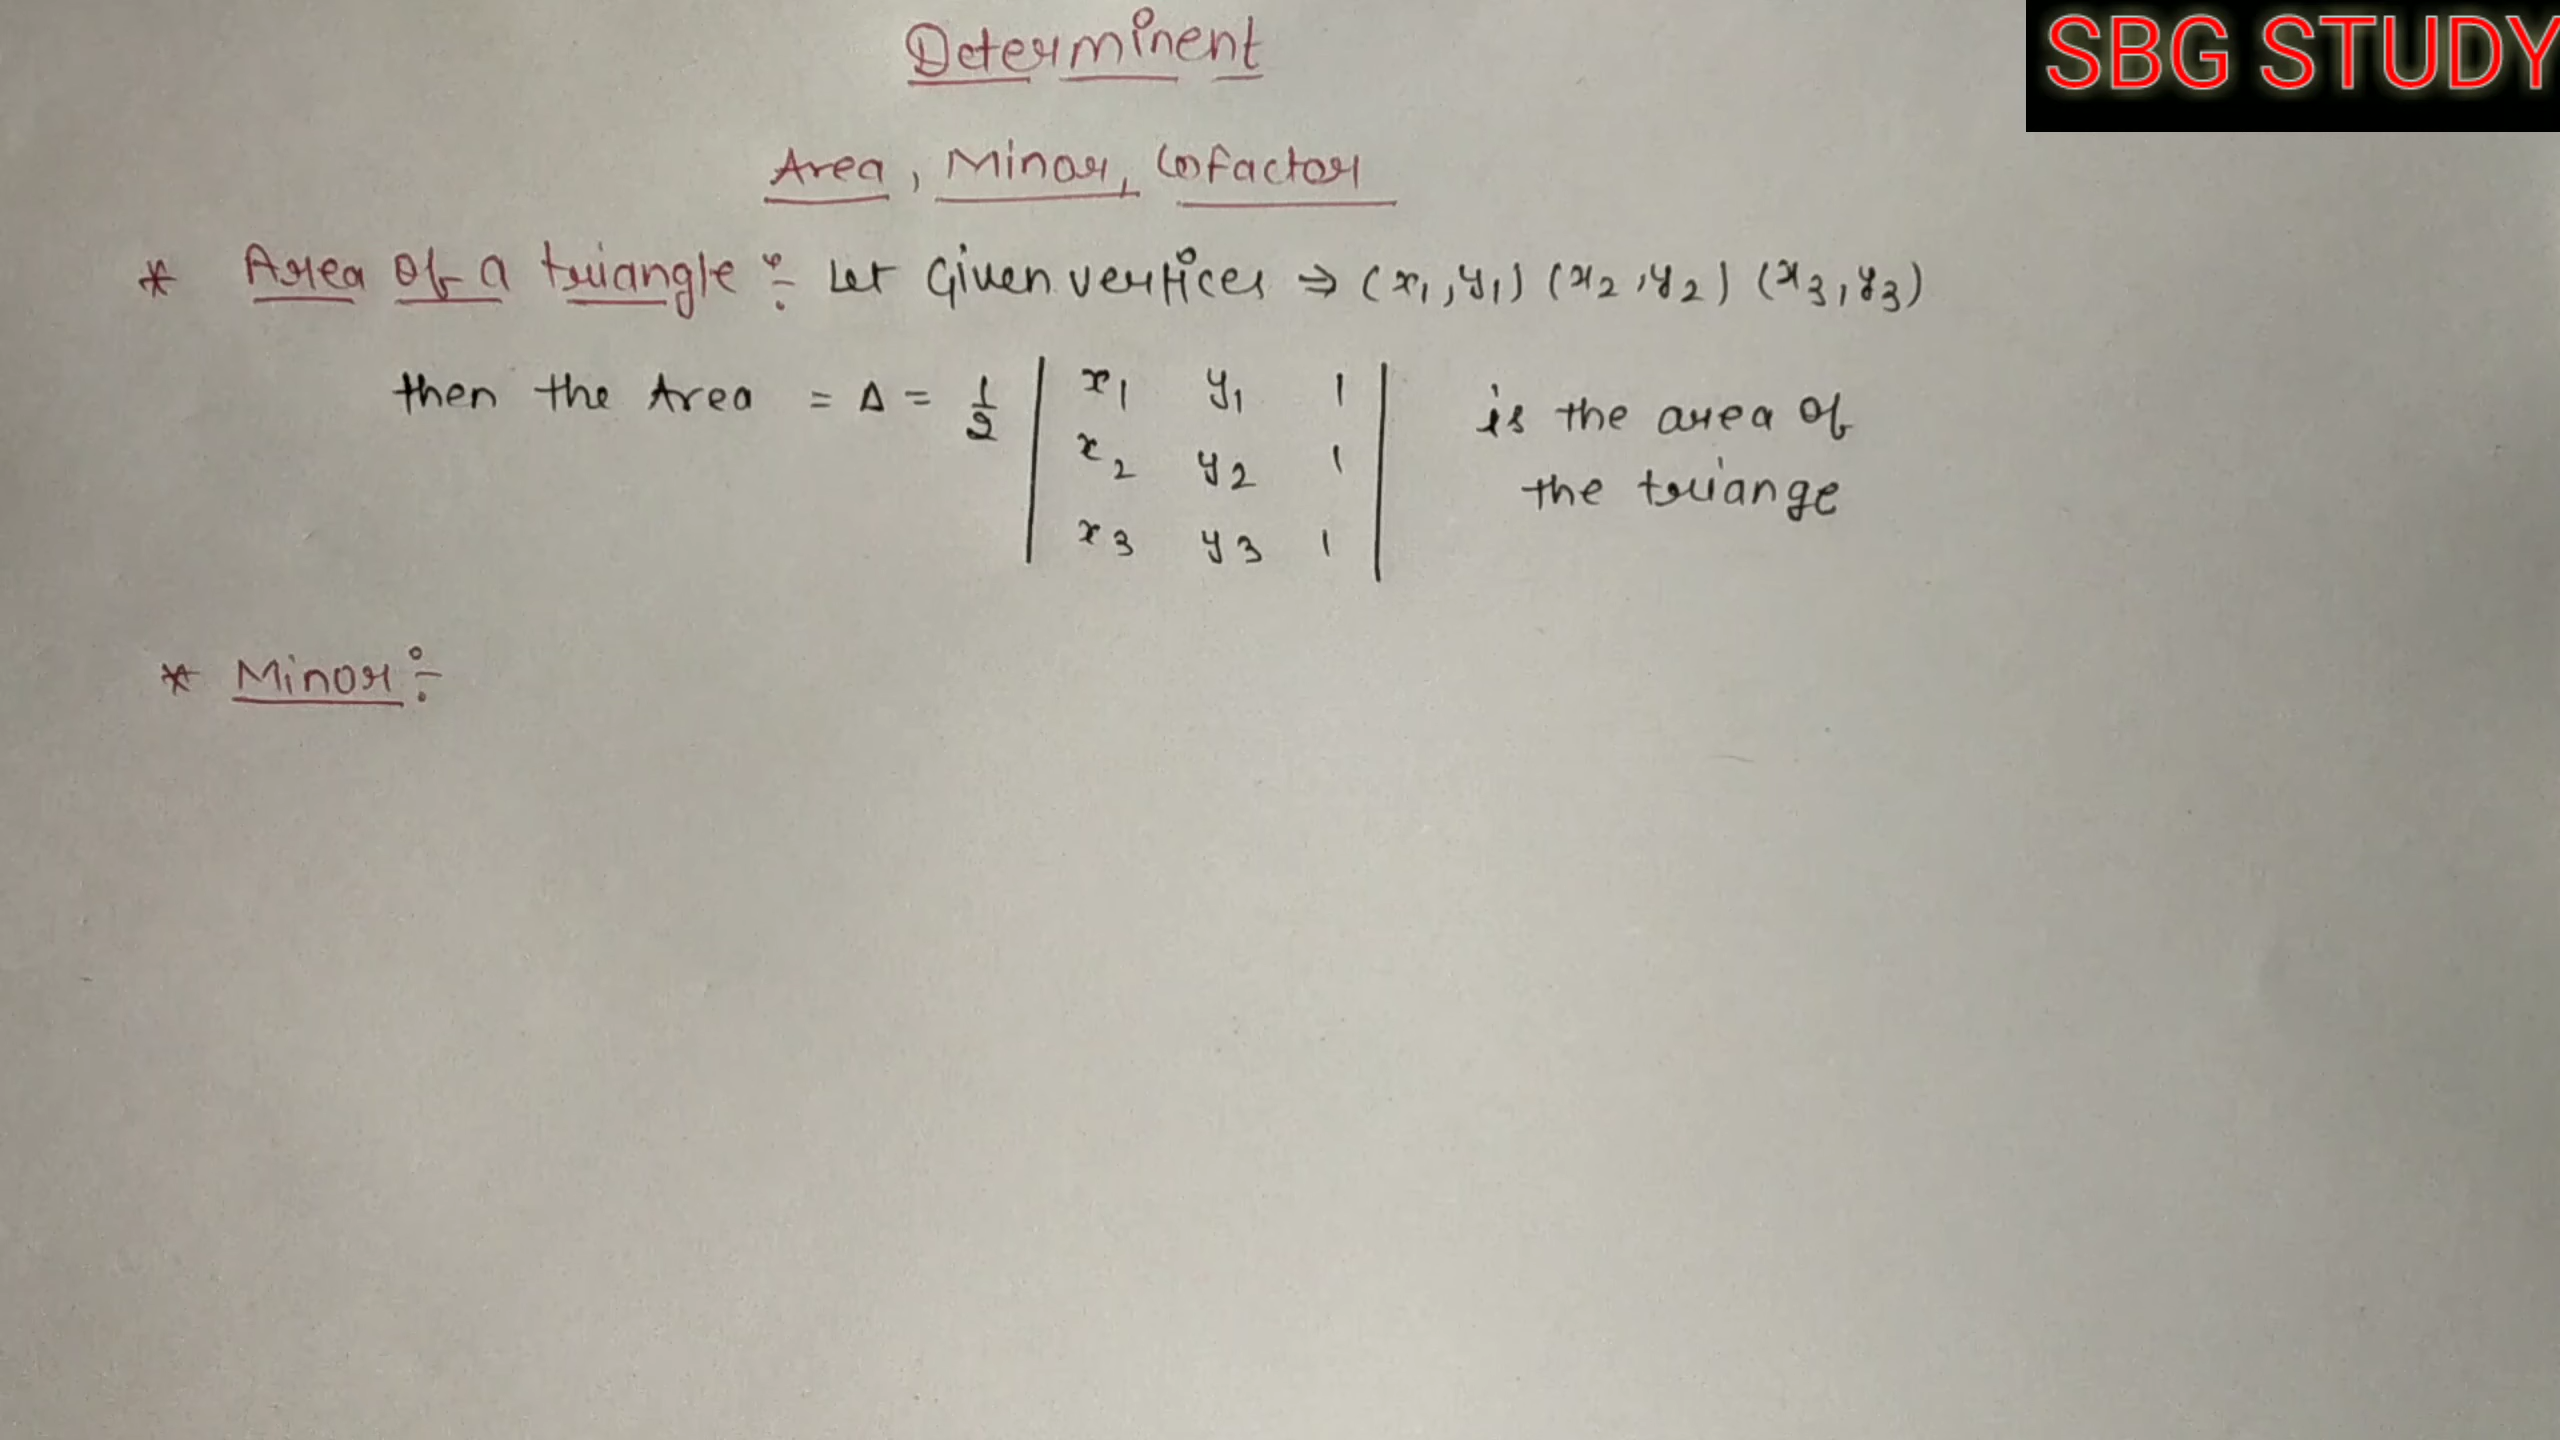 Determinent
SBG STUDY
Area, Minor, Cofactor
* Area of a triangle ÷ Let Given vertices ⇒ (x₁,y₁) (x₂,y₂) (x₃,y₃)
then the Area = Δ = 1/2 | x₁ y₁ 1 | is the area of
x₂ y₂ 1
the triange
x₃ y₃ 1
* Minor ÷